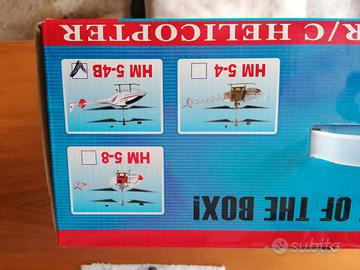 R/C HELICOPTER
HM 5-4B
HM 5-4
HM 5-8
OF THE BOX!
subito